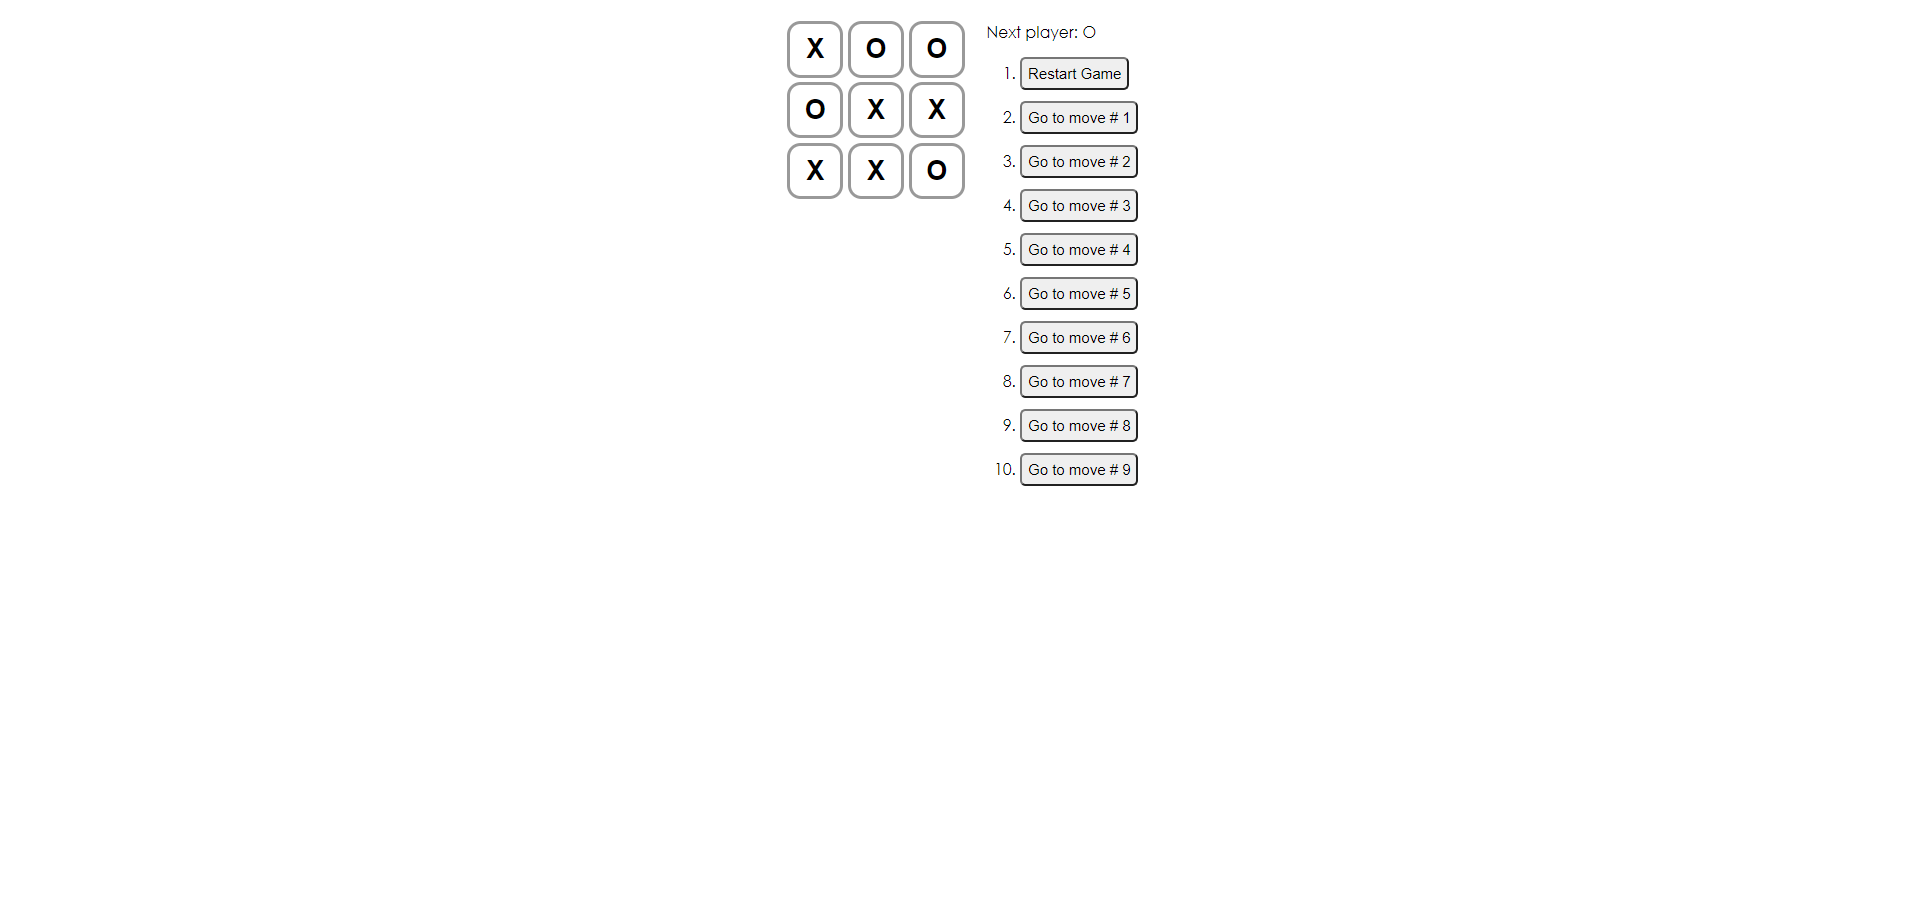 X O O
O X X
X X O
Next player: O
1. Restart Game
2. Go to move # 1
3. Go to move # 2
4. Go to move # 3
5. Go to move # 4
6. Go to move # 5
7. Go to move # 6
8. Go to move # 7
9. Go to move # 8
10. Go to move # 9